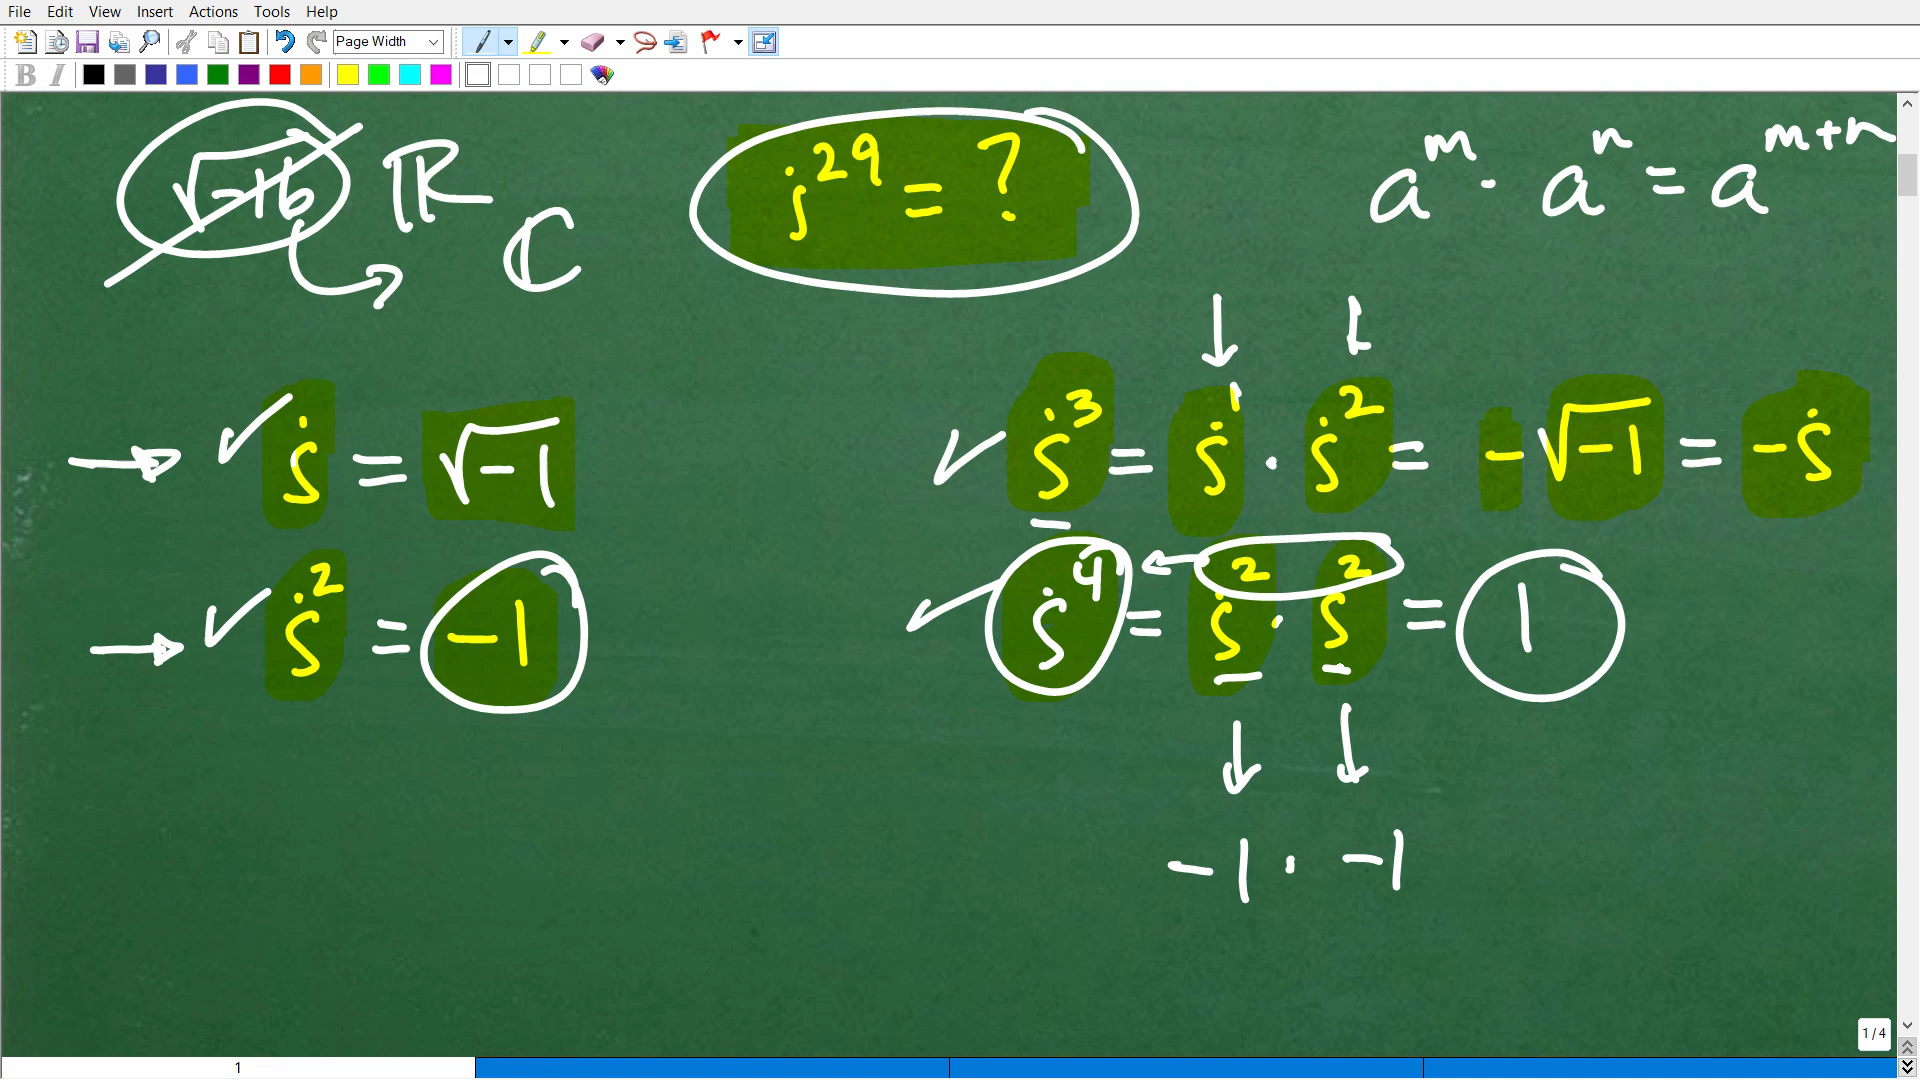 File Edit View Insert Actions Tools Help
Page Width
B I
√-16 ℝ
ℂ
i²⁹ = ?
aᵐ · aⁿ = aᵐ⁺ⁿ
i = √-1
i³ = i¹ · i² = -√-1 = -i
i² = -1
i⁴ = i² · i² = 1
-1 · -1
1 / 4
1